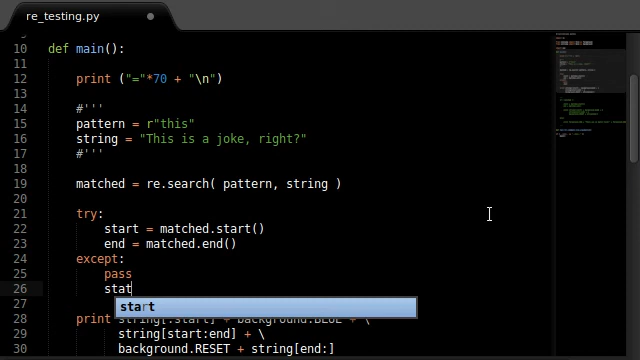 re_testing.py
9
10 def main():
11
12 print ("="*70 + "\n")
13
14 #'''
15 pattern = r"this"
16 string = "This is a joke, right?"
17 #'''
18
19 matched = re.search( pattern, string )
20
21 try:
22 start = matched.start()
23 end = matched.end()
24 except:
25 pass
26 stat
27 start
28 print string[:start] + background.BLUE + \
29 string[start:end] + \
30 background.RESET + string[end:]